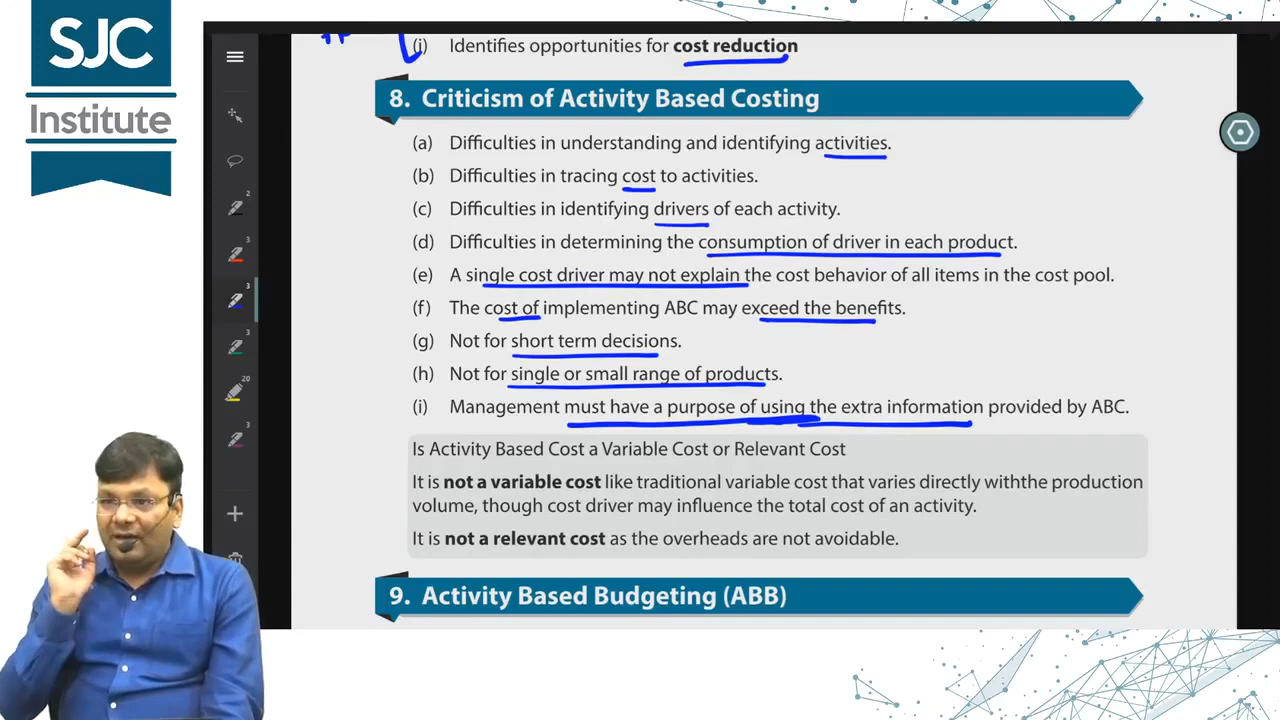 SJC
Institute
(j) Identifies opportunities for cost reduction
8. Criticism of Activity Based Costing
(a) Difficulties in understanding and identifying activities.
(b) Difficulties in tracing cost to activities.
(c) Difficulties in identifying drivers of each activity.
(d) Difficulties in determining the consumption of driver in each product.
(e) A single cost driver may not explain the cost behavior of all items in the cost pool.
(f) The cost of implementing ABC may exceed the benefits.
(g) Not for short term decisions.
(h) Not for single or small range of products.
(i) Management must have a purpose of using the extra information provided by ABC.
Is Activity Based Cost a Variable Cost or Relevant Cost
It is not a variable cost like traditional variable cost that varies directly withthe production
volume, though cost driver may influence the total cost of an activity.
It is not a relevant cost as the overheads are not avoidable.
9. Activity Based Budgeting (ABB)
2
3
3
3
20
3